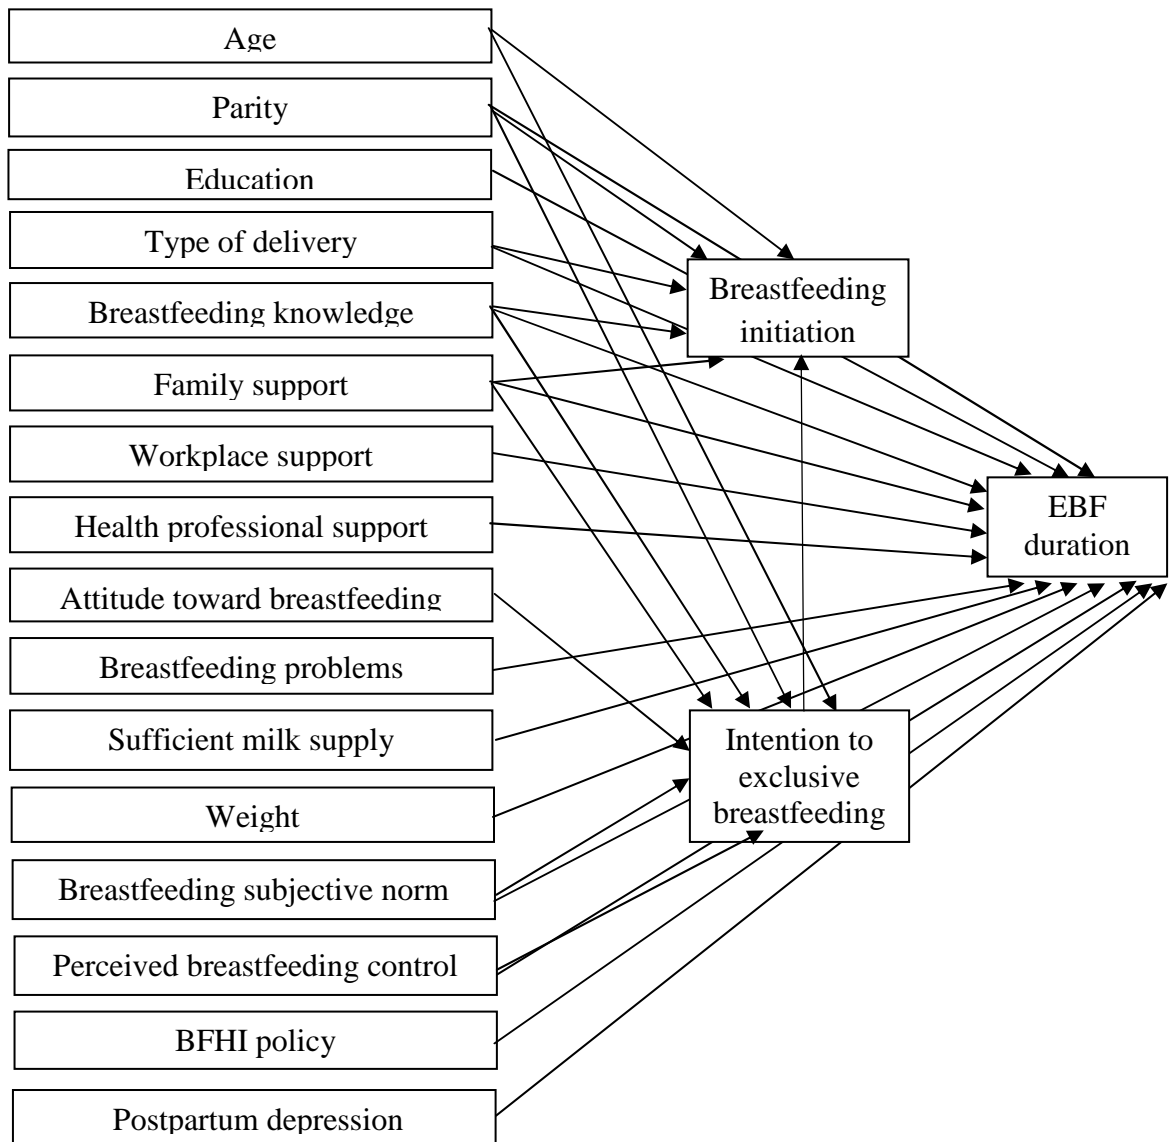 Age
Parity
Education
Type of delivery
Breastfeeding knowledge
Family support
Workplace support
Health professional support
Attitude toward breastfeeding
Breastfeeding problems
Sufficient milk supply
Weight
Breastfeeding subjective norm
Perceived breastfeeding control
BFHI policy
Postpartum depression
Breastfeeding
initiation
Intention to
exclusive
breastfeeding
EBF
duration